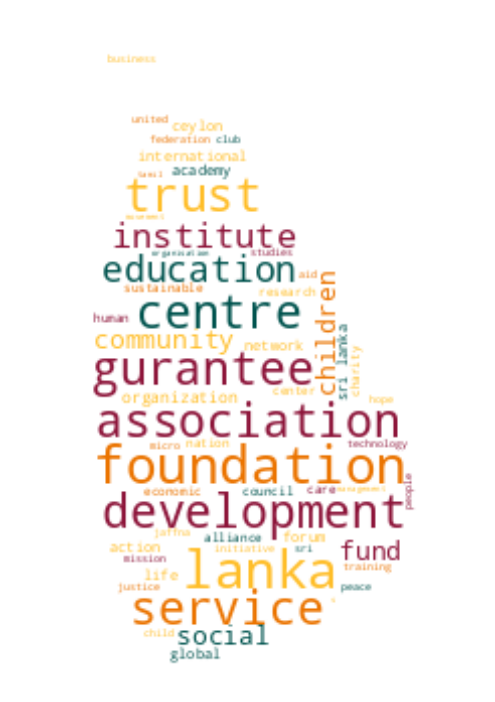 business
united
ceylon
federation club
international
tamil academy
trust
movement
institute
organisation studies
education aid
sustainable research
children
centre
human
sri lanka
community network
charity
gurantee
center
organization hope
association
micro nation technology
foundation
people
economic council care management
development
jaffna alliance forum
action initiative sri fund
mission
lanka training
life
justice peace
service
child social
global